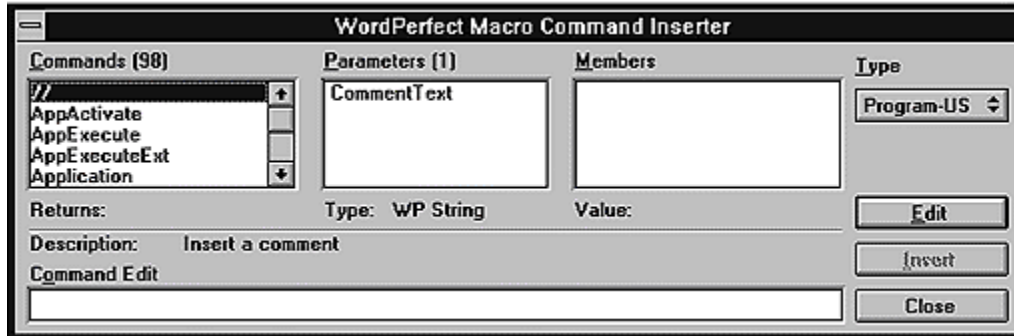 WordPerfect Macro Command Inserter
Commands (98)
//
AppActivate
AppExecute
AppExecuteExt
Application
Returns:
Parameters (1)
CommentText
Type: WP String
Members
Value:
Type
Program-US
Description: Insert a comment
Command Edit
Edit
Insert
Close